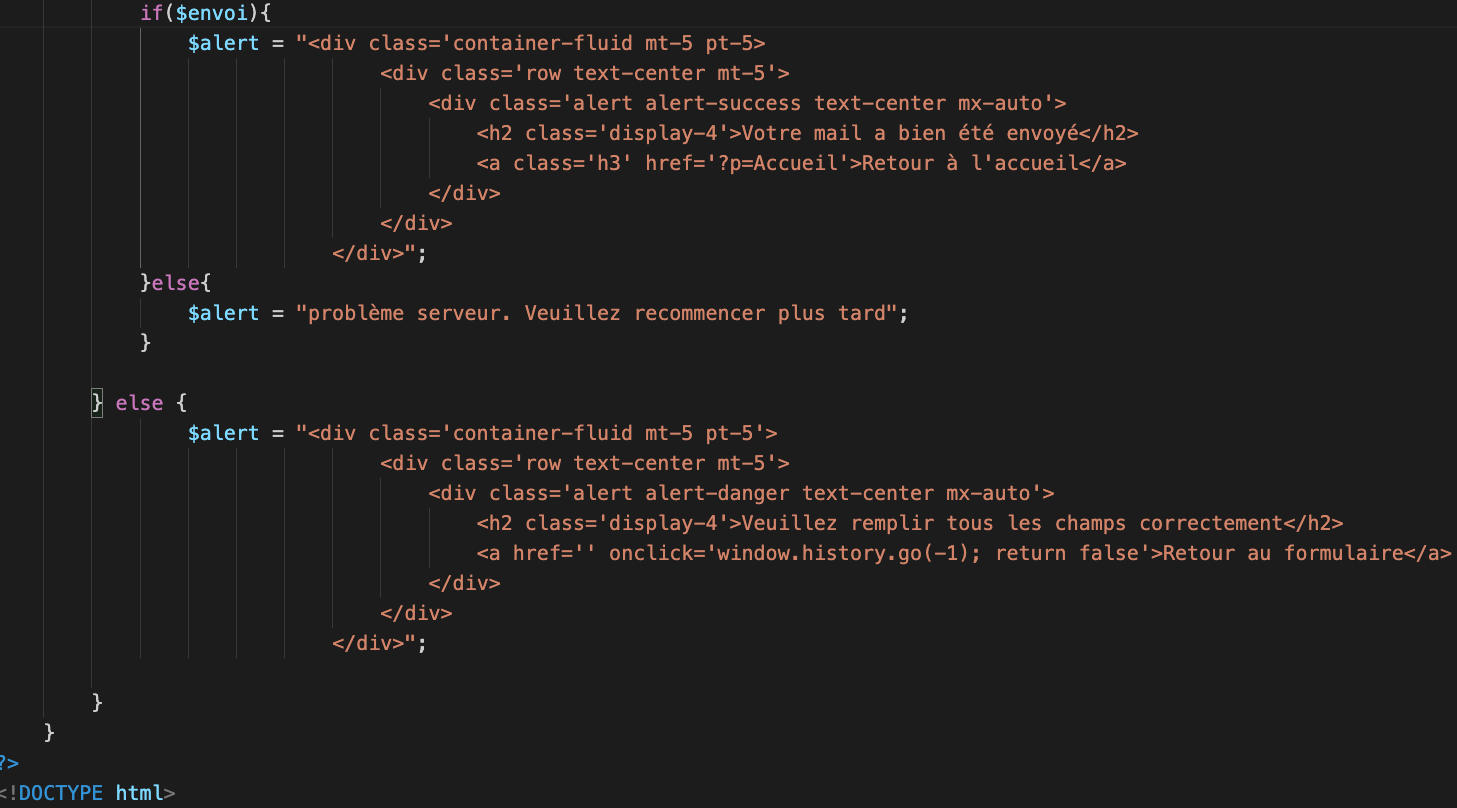 if($envoi){
$alert = "<div class='container-fluid mt-5 pt-5>
<div class='row text-center mt-5'>
<div class='alert alert-success text-center mx-auto'>
<h2 class='display-4'>Votre mail a bien été envoyé</h2>
<a class='h3' href='?p=Accueil'>Retour à l'accueil</a>
</div>
</div>
</div>";
}else{
$alert = "problème serveur. Veuillez recommencer plus tard";
}
} else {
$alert = "<div class='container-fluid mt-5 pt-5'>
<div class='row text-center mt-5'>
<div class='alert alert-danger text-center mx-auto'>
<h2 class='display-4'>Veuillez remplir tous les champs correctement</h2>
<a href='' onclick='window.history.go(-1); return false'>Retour au formulaire</a>
</div>
</div>
</div>";
}
}
?>
<!DOCTYPE html>